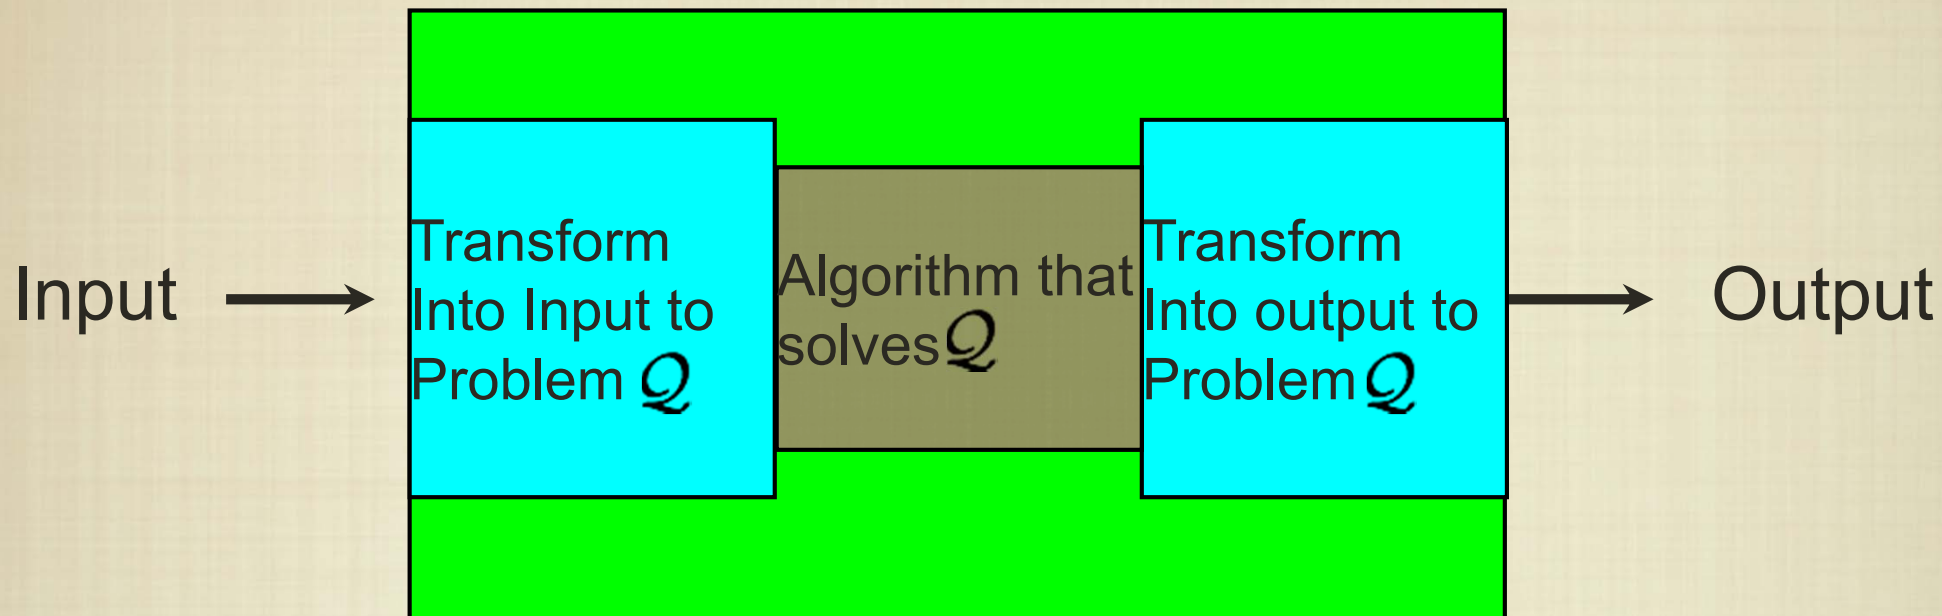 Input
Transform
Into Input to
Problem 𝒬
Algorithm that
solves 𝒬
Transform
Into output to
Problem 𝒬
Output